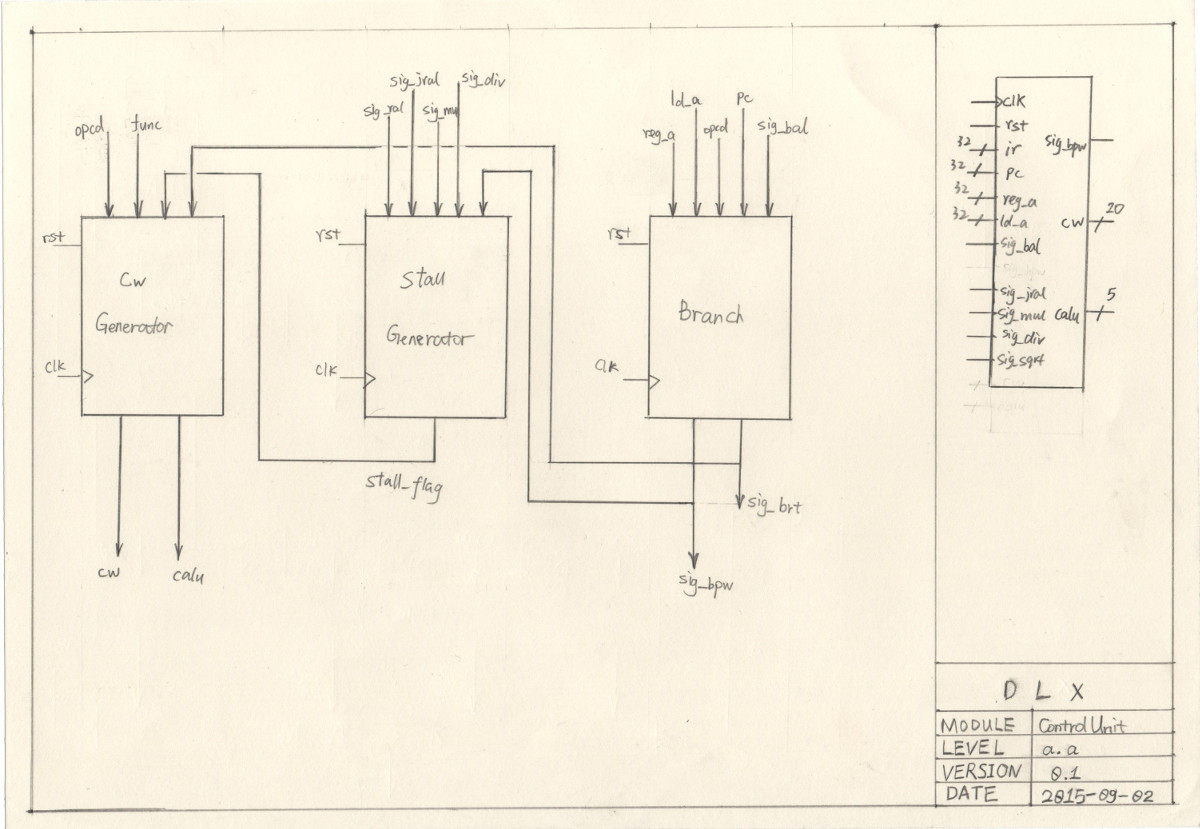 opcd
func
rst
Cw
Generator
clk
cw
calu
sig_jral
sig_div
sig_ral
sig_mul
rst
Stall
Generator
clk
stall_flag
ld_a
pc
reg_a
opcd
sig_bal
rst
Branch
clk
sig_brt
sig_bpw
clk
rst
32 ir
32 pc
32 reg_a
32 ld_a
sig_bal
sig_jral
sig_mul
sig_div
sig_sqrt
sig_bpw
cw 20
calu 5
DLX
MODULE Control Unit
LEVEL a.a
VERSION 0.1
DATE 2015-09-02